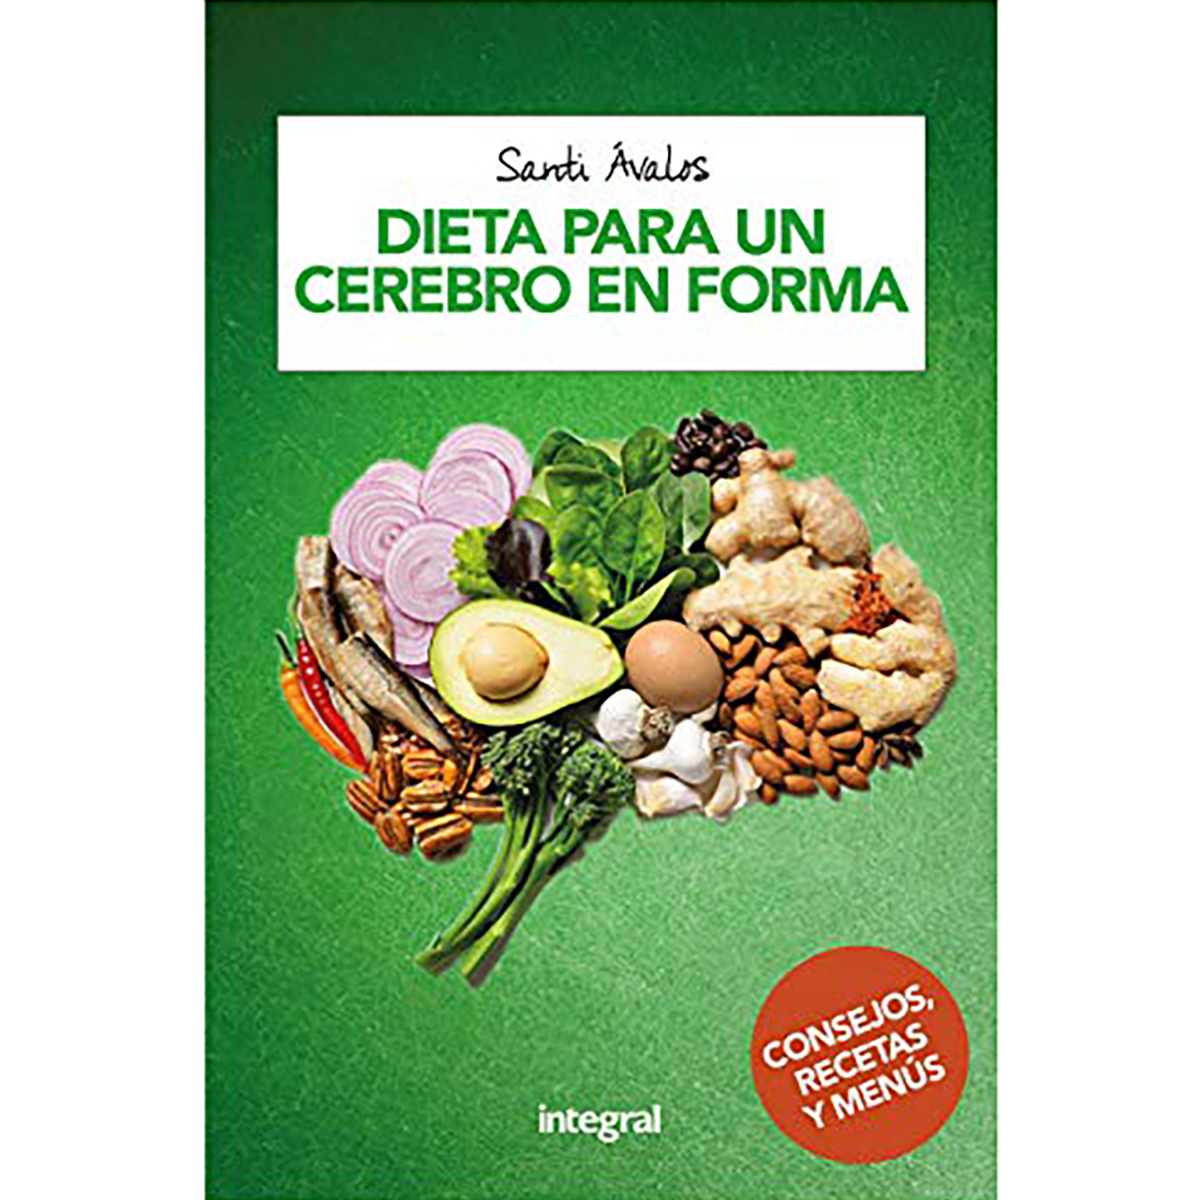 Santi Ávalos
DIETA PARA UN
CEREBRO EN FORMA
CONSEJOS,
RECETAS
Y MENÚS
integral